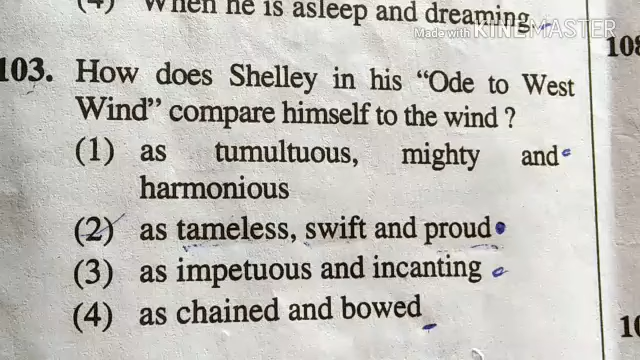 (4) When he is asleep and dreaming
Made with KINEMASTER
108
103. How does Shelley in his “Ode to West
Wind” compare himself to the wind ?
(1) as tumultuous, mighty and
harmonious
(2) as tameless, swift and proud
(3) as impetuous and incanting
(4) as chained and bowed